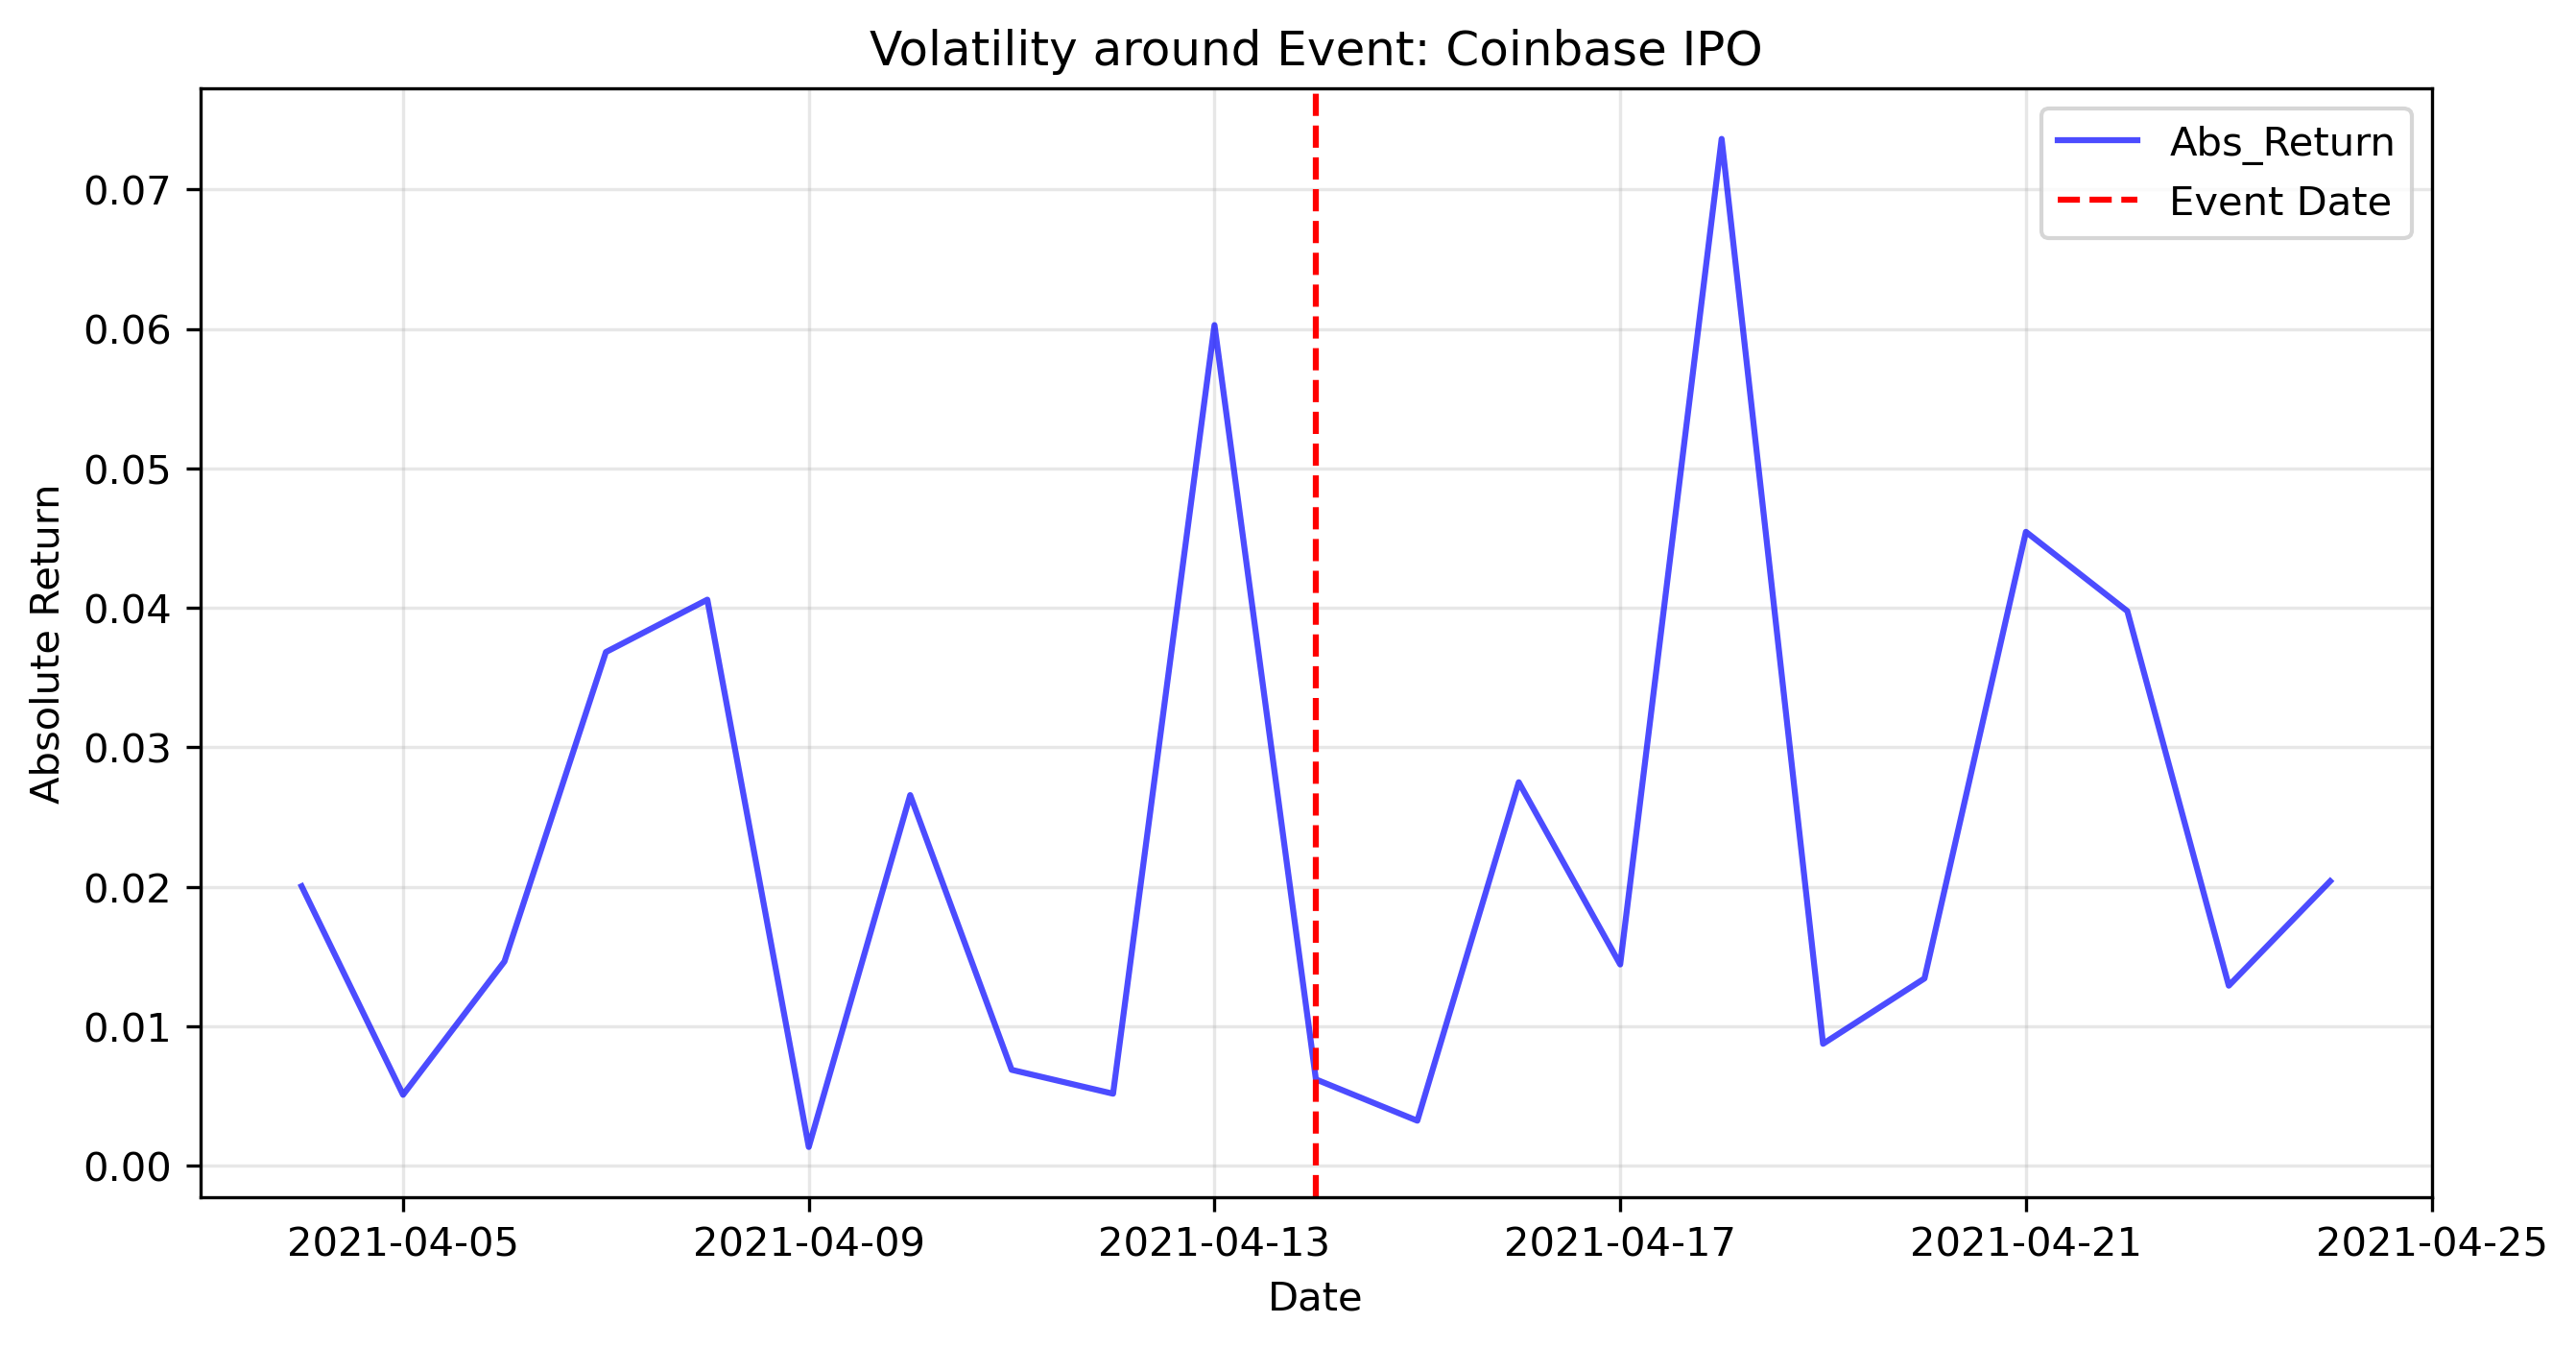 Volatility around Event: Coinbase IPO
Abs_Return
Event Date
Absolute Return
0.07
0.06
0.05
0.04
0.03
0.02
0.01
0.00
2021-04-05 2021-04-09 2021-04-13 2021-04-17 2021-04-21 2021-04-25
Date